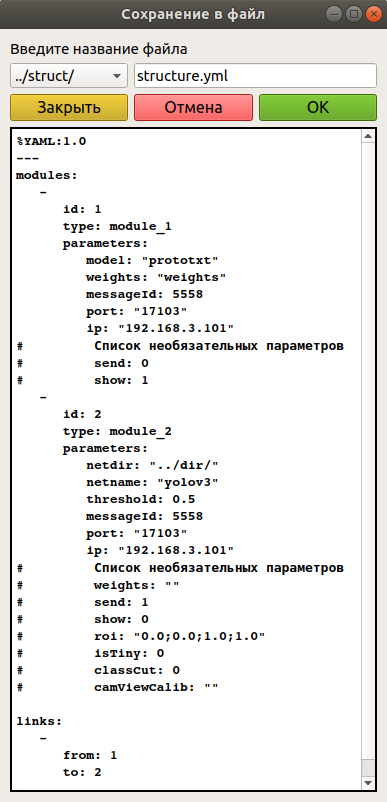 Сохранение в файл
Введите название файла
../struct/ structure.yml
Закрыть Отмена OK
%YAML:1.0
---
modules:
   -
      id: 1
      type: module_1
      parameters:
         model: "prototxt"
         weights: "weights"
         messageId: 5558
         port: "17103"
         ip: "192.168.3.101"
#         Список необязательных параметров
#         send: 0
#         show: 1
   -
      id: 2
      type: module_2
      parameters:
         netdir: "../dir/"
         netname: "yolov3"
         threshold: 0.5
         messageId: 5558
         port: "17103"
         ip: "192.168.3.101"
#         Список необязательных параметров
#         weights: ""
#         send: 1
#         show: 0
#         roi: "0.0;0.0;1.0;1.0"
#         isTiny: 0
#         classCut: 0
#         camViewCalib: ""
links:
   -
      from: 1
      to: 2